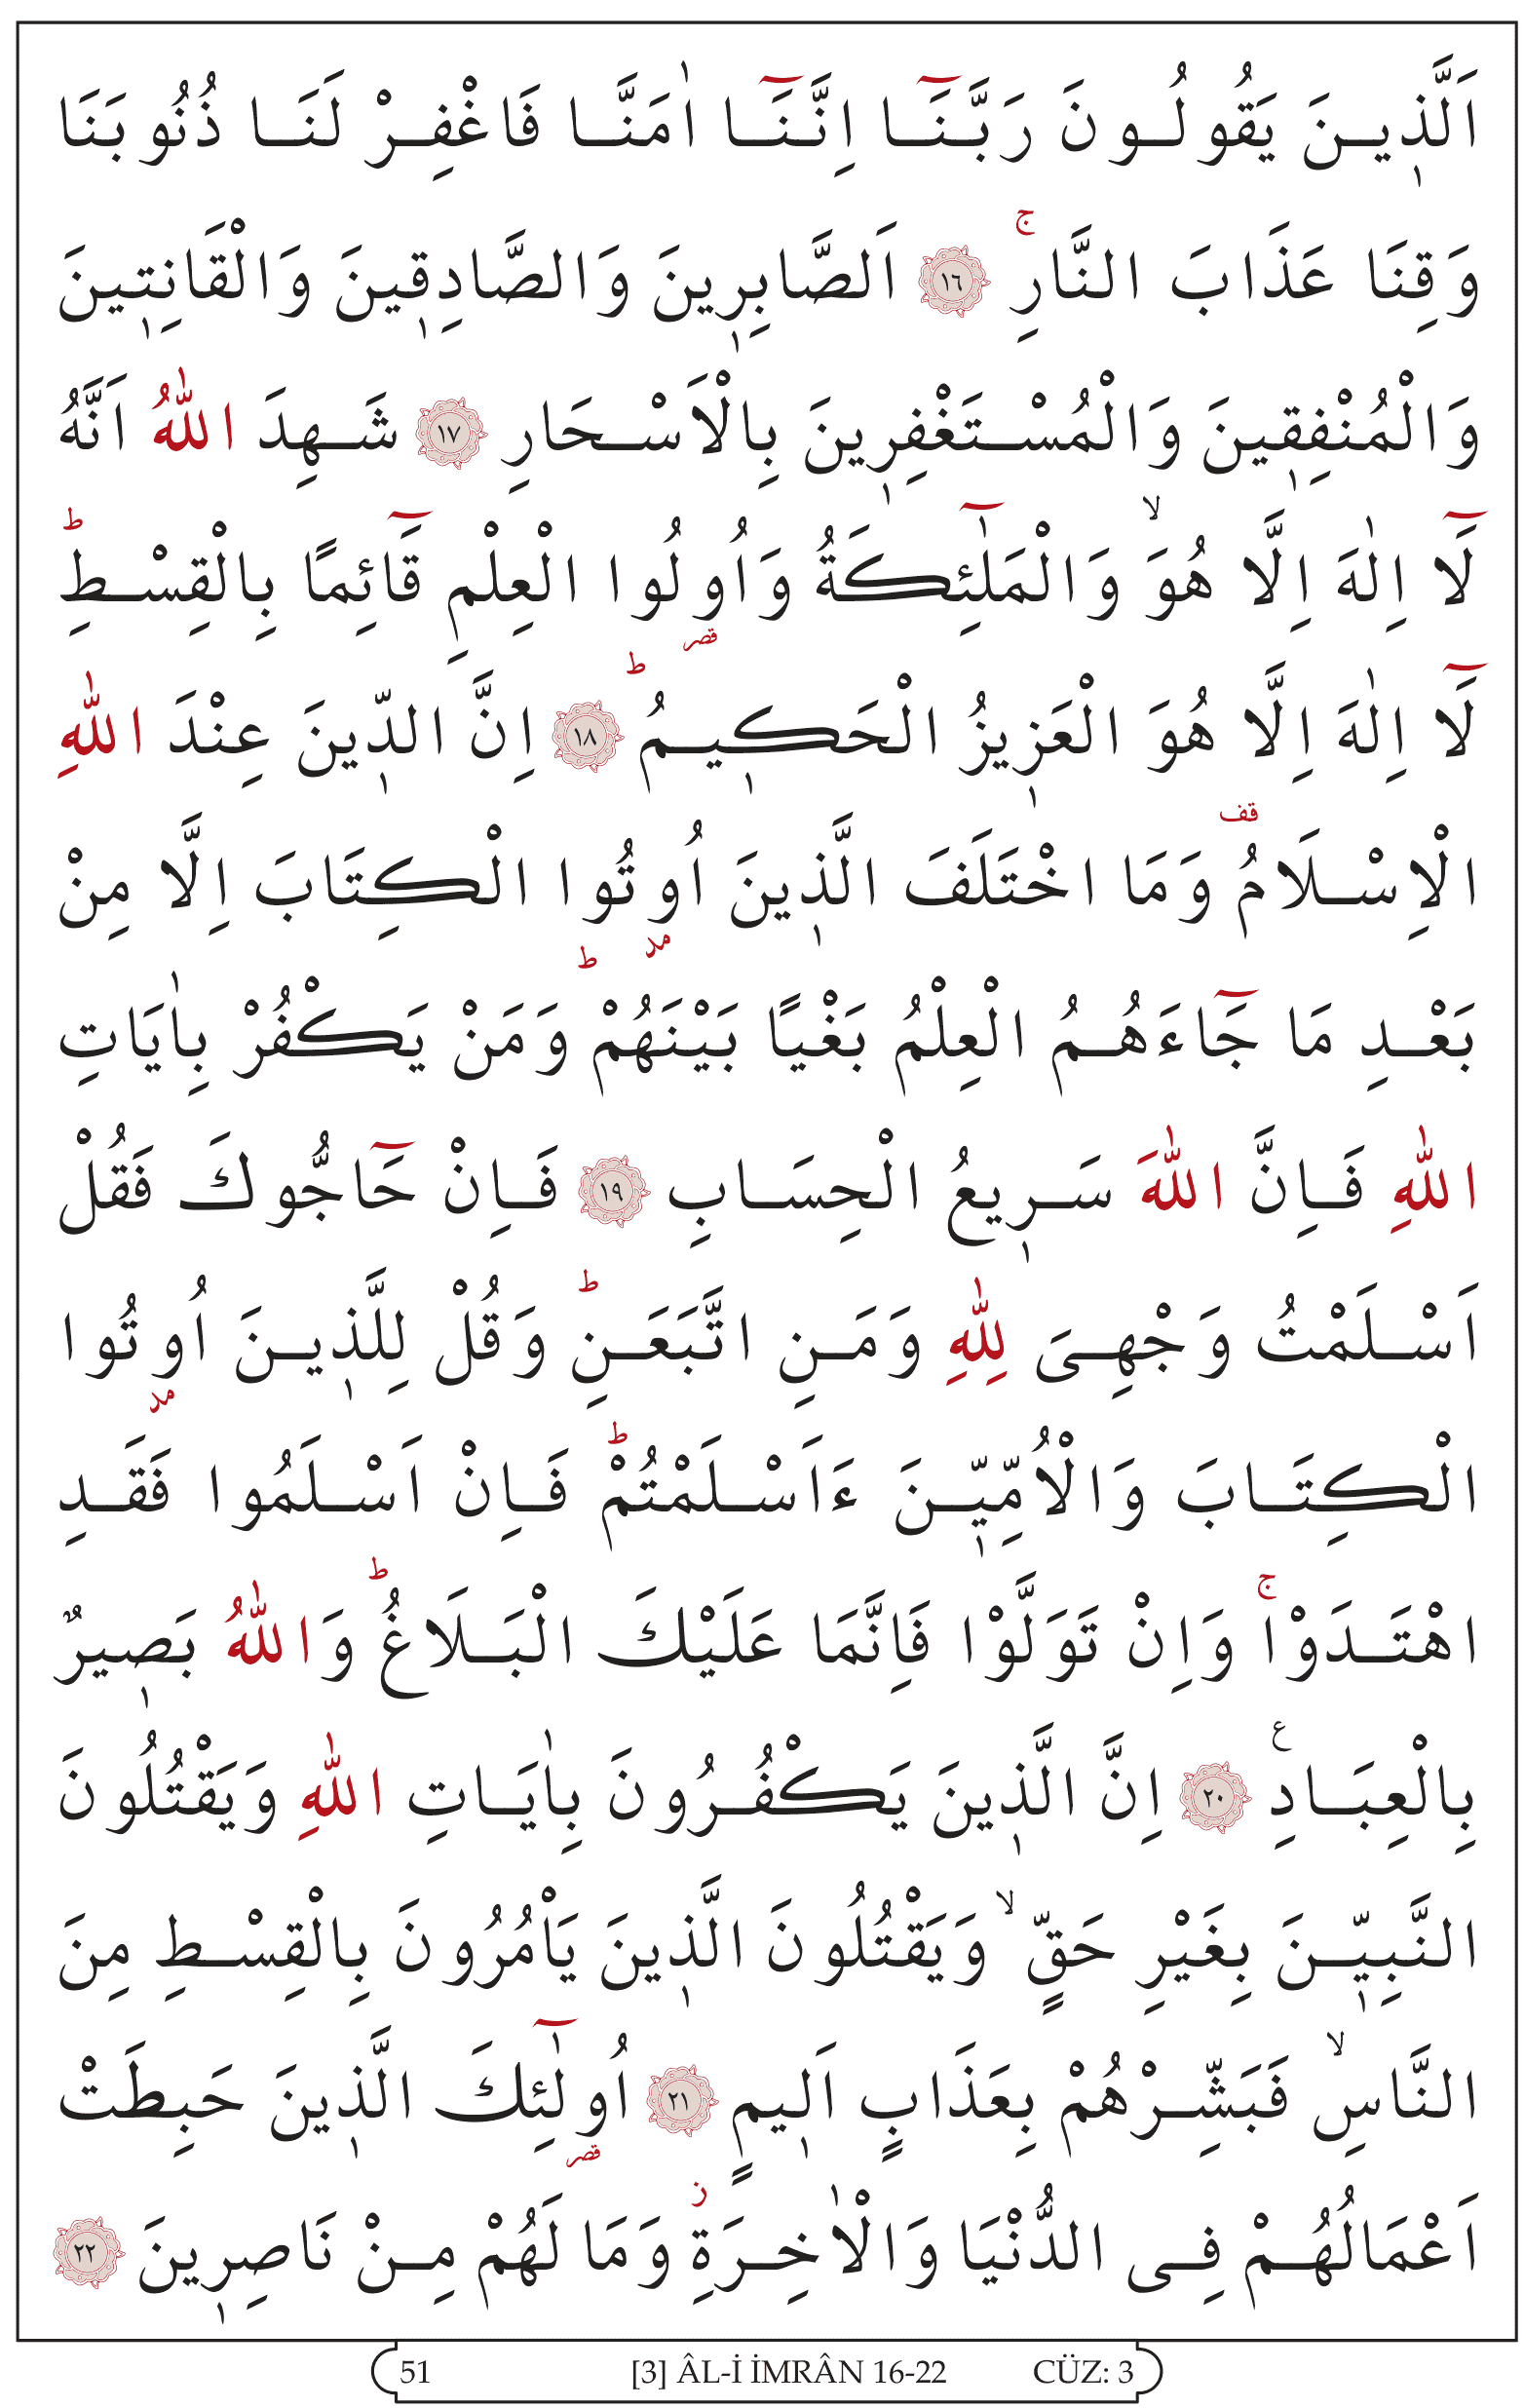 اَلَّذ۪ينَ يَقُولُونَ رَبَّنَٓا اِنَّنَٓا اٰمَنَّا فَاغْفِرْ لَنَا ذُنُوبَنَا
وَقِنَا عَذَابَ النَّارِۚ ﴿١٦﴾ اَلصَّابِر۪ينَ وَالصَّادِق۪ينَ وَالْقَانِت۪ينَ
وَالْمُنْفِق۪ينَ وَالْمُسْتَغْفِر۪ينَ بِالْاَسْحَارِ ﴿١٧﴾ شَهِدَ اللّٰهُ اَنَّهُ
لَٓا اِلٰهَ اِلَّا هُوَۙ وَالْمَلٰٓئِكَةُ وَاُو۬لُوا الْعِلْمِ قَٓائِمًا بِالْقِسْطِۜ
لَٓا اِلٰهَ اِلَّا هُوَ الْعَز۪يزُ الْحَك۪يمُۜ ﴿١٨﴾ اِنَّ الدّ۪ينَ عِنْدَ اللّٰهِ
الْاِسْلَامُ۠ وَمَا اخْتَلَفَ الَّذ۪ينَ اُو۫تُوا الْكِتَابَ اِلَّا مِنْ
بَعْدِ مَا جَٓاءَهُمُ الْعِلْمُ بَغْيًا بَيْنَهُمْۜ وَمَنْ يَكْفُرْ بِاٰيَاتِ
اللّٰهِ فَاِنَّ اللّٰهَ سَر۪يعُ الْحِسَابِ ﴿١٩﴾ فَاِنْ حَٓاجُّوكَ فَقُلْ
اَسْلَمْتُ وَجْهِىَ لِلّٰهِ وَمَنِ اتَّبَعَنِۜ وَقُلْ لِلَّذ۪ينَ اُو۫تُوا
الْكِتَابَ وَالْاُمِّيّ۪نَ ءَاَسْلَمْتُمْۜ فَاِنْ اَسْلَمُوا فَقَدِ
اهْتَدَوْاۚ وَاِنْ تَوَلَّوْا فَاِنَّمَا عَلَيْكَ الْبَلَاغُۜ وَاللّٰهُ بَص۪يرٌ
بِالْعِبَادِ۟ ﴿٢٠﴾ اِنَّ الَّذ۪ينَ يَكْفُرُونَ بِاٰيَاتِ اللّٰهِ وَيَقْتُلُونَ
النَّبِيّ۪نَ بِغَيْرِ حَقٍّۙ وَيَقْتُلُونَ الَّذ۪ينَ يَاْمُرُونَ بِالْقِسْطِ مِنَ
النَّاسِۙ فَبَشِّرْهُمْ بِعَذَابٍ اَل۪يمٍ ﴿٢١﴾ اُو۬لٰٓئِكَ الَّذ۪ينَ حَبِطَتْ
اَعْمَالُهُمْ فِى الدُّنْيَا وَالْاٰخِرَةِۘ وَمَا لَهُمْ مِنْ نَاصِر۪ينَ ﴿٢٢﴾
51 [3] ÂL-İ İMRÂN 16-22 CÜZ: 3